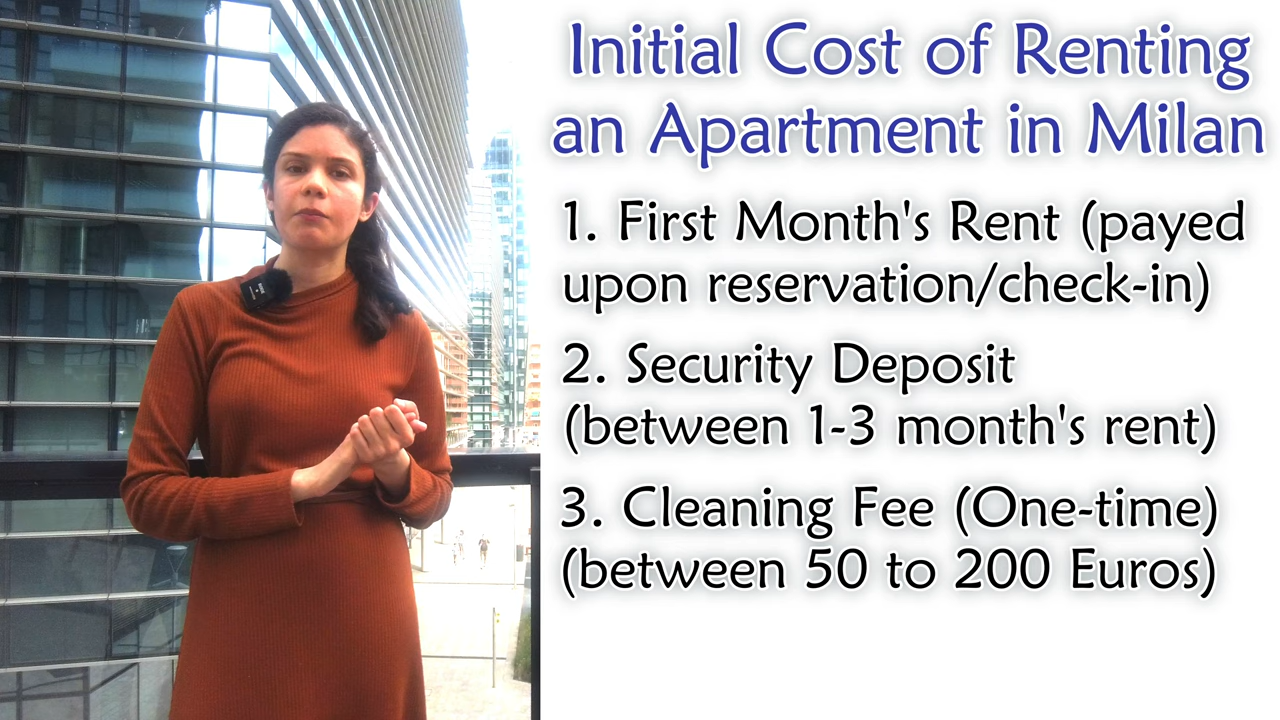 Initial Cost of Renting
an Apartment in Milan
1. First Month's Rent (payed
upon reservation/check-in)
2. Security Deposit
(between 1-3 month's rent)
3. Cleaning Fee (One-time)
(between 50 to 200 Euros)